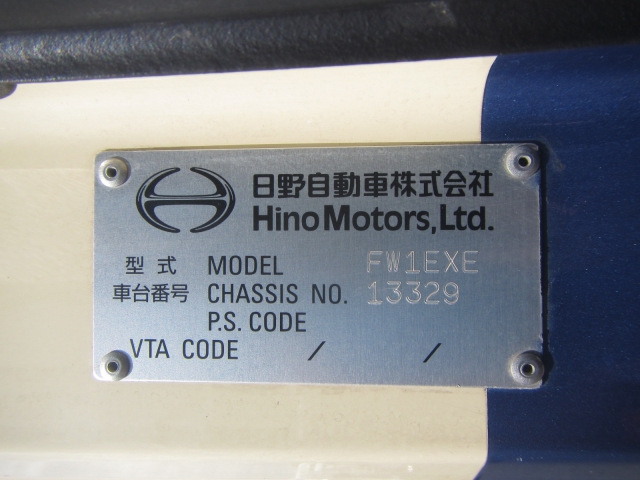 日野自動車株式会社
Hino Motors, Ltd.
型式 MODEL FW1EXE
車台番号 CHASSIS NO. 13329
P.S. CODE
VTA CODE / /